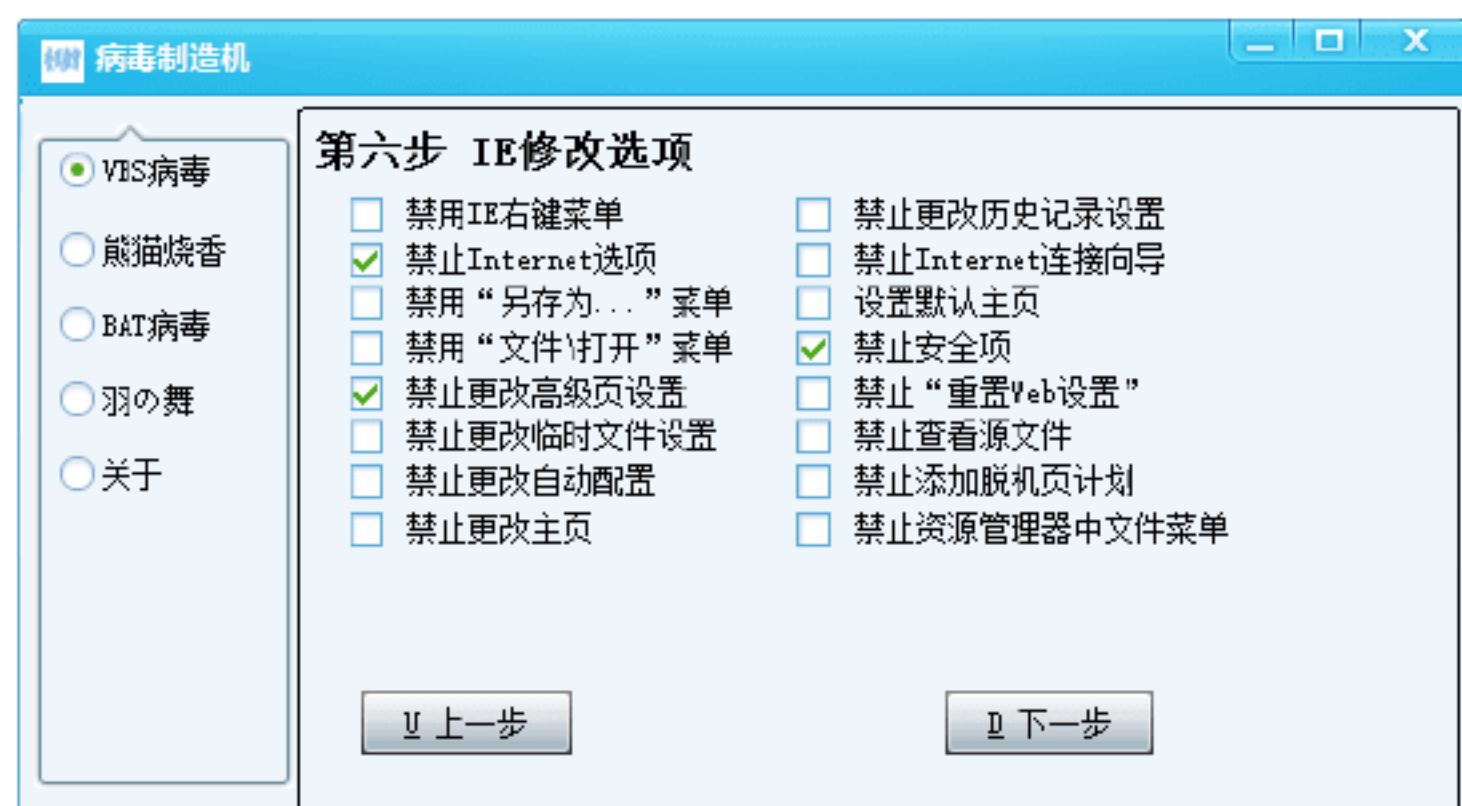 病毒制造机
VBS病毒
熊猫烧香
BAT病毒
羽の舞
关于
第六步 IE修改选项
禁用IE右键菜单
禁止Internet选项
禁用“另存为...”菜单
禁用“文件\打开”菜单
禁止更改高级页设置
禁止更改临时文件设置
禁止更改自动配置
禁止更改主页
禁止更改历史记录设置
禁止Internet连接向导
设置默认主页
禁止安全项
禁止“重置Web设置”
禁止查看源文件
禁止添加脱机页计划
禁止资源管理器中文件菜单
U 上一步
D 下一步